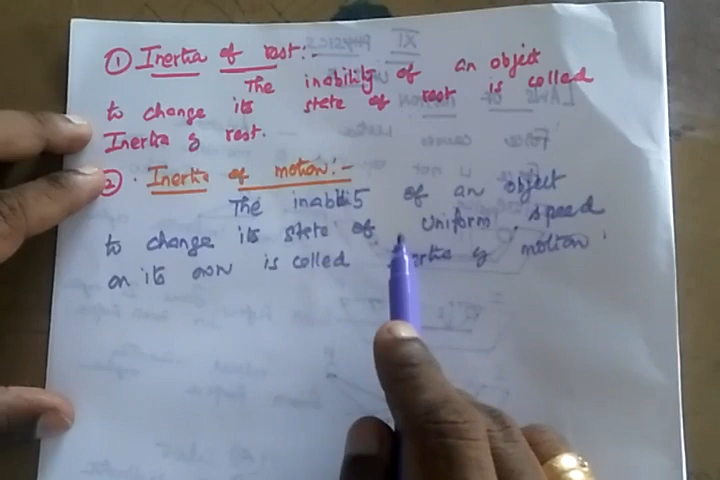 ① Inertia of rest:-
The inability of an object
to change its state of rest is called
Inertia of rest.
② Inertia of motion:-
The inability of an object
to change its state of uniform speed
on its own is called of motion